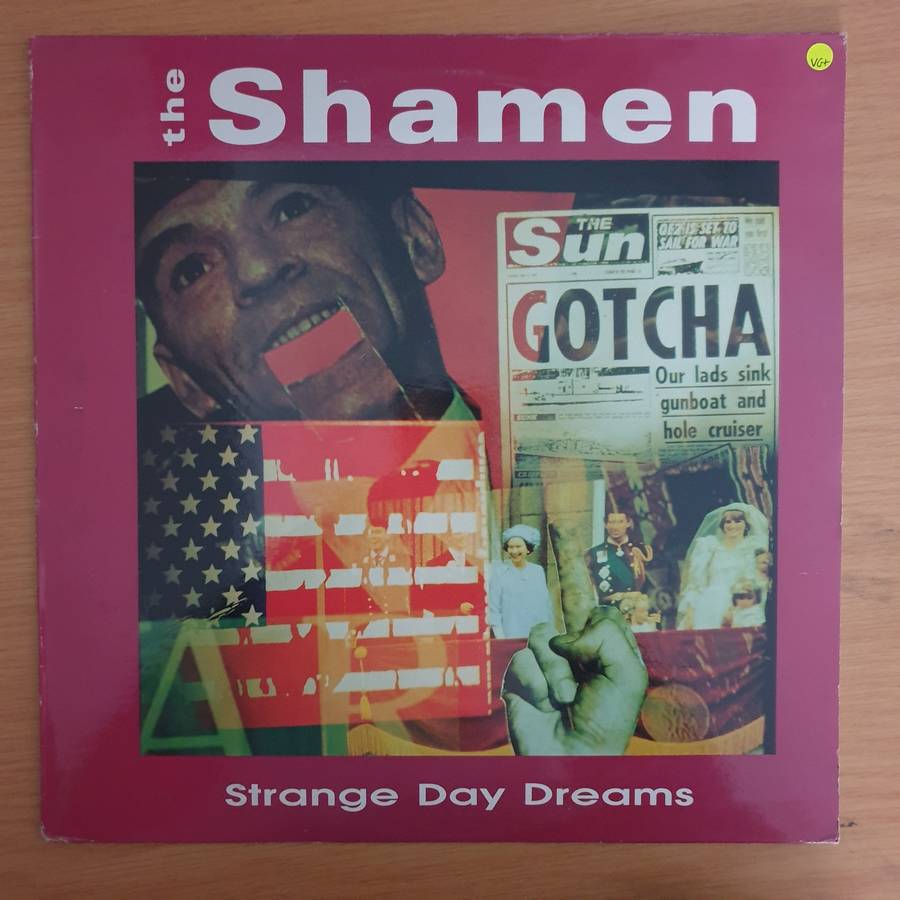 VG+
the Shamen
THE
Sun
QE2 IS SET TO
SAIL FOR WAR
GOTCHA
Our lads sink
gunboat and
hole cruiser
AR
Strange Day Dreams